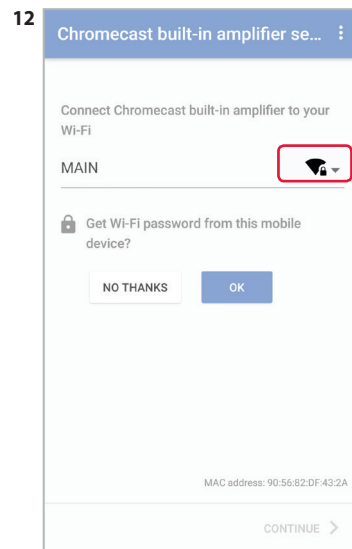 12
Chromecast built-in amplifier se...
Connect Chromecast built-in amplifier to your
Wi-Fi
MAIN
Get Wi-Fi password from this mobile
device?
NO THANKS OK
MAC address: 90:56:82:DF:43:2A
CONTINUE